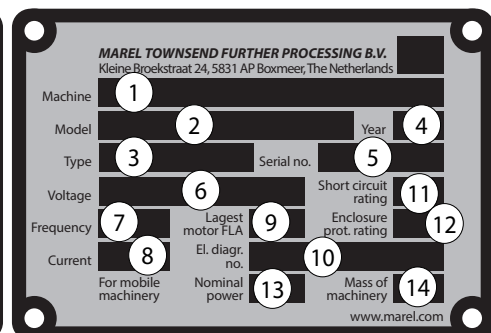 MAREL TOWNSEND FURTHER PROCESSING B.V.
Kleine Broekstraat 24, 5831 AP Boxmeer, The Netherlands
Machine 1
Model 2 Year 4
Type 3 Serial no. 5
Voltage 6 Short circuit rating 11
Frequency 7 Lagest motor FLA 9 Enclosure prot. rating 12
Current 8 El. diagr. no. 10
For mobile machinery Nominal power 13 Mass of machinery 14
www.marel.com